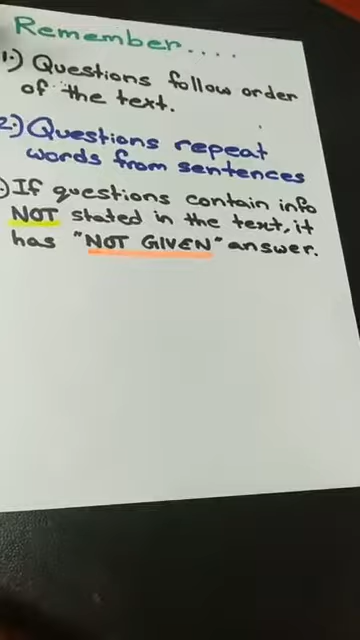 Remember....
1.) Questions follow order
of the text.
2.) Questions repeat
words from sentences
) If questions contain info
NOT stated in the text, it
has "NOT GIVEN" answer.